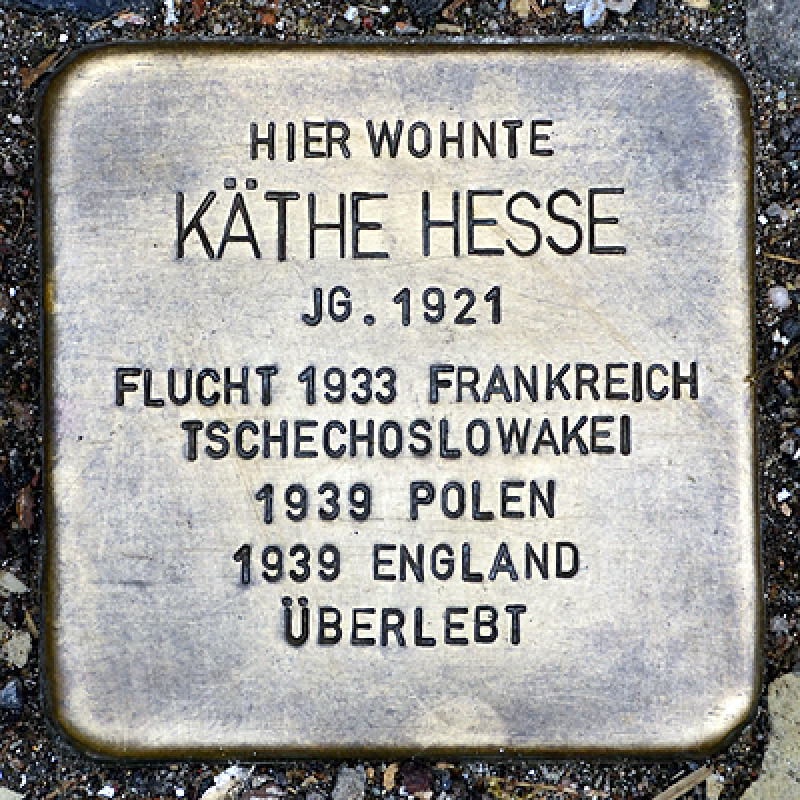 HIER WOHNTE
KÄTHE HESSE
JG. 1921
FLUCHT 1933 FRANKREICH
TSCHECHOSLOWAKEI
1939 POLEN
1939 ENGLAND
ÜBERLEBT